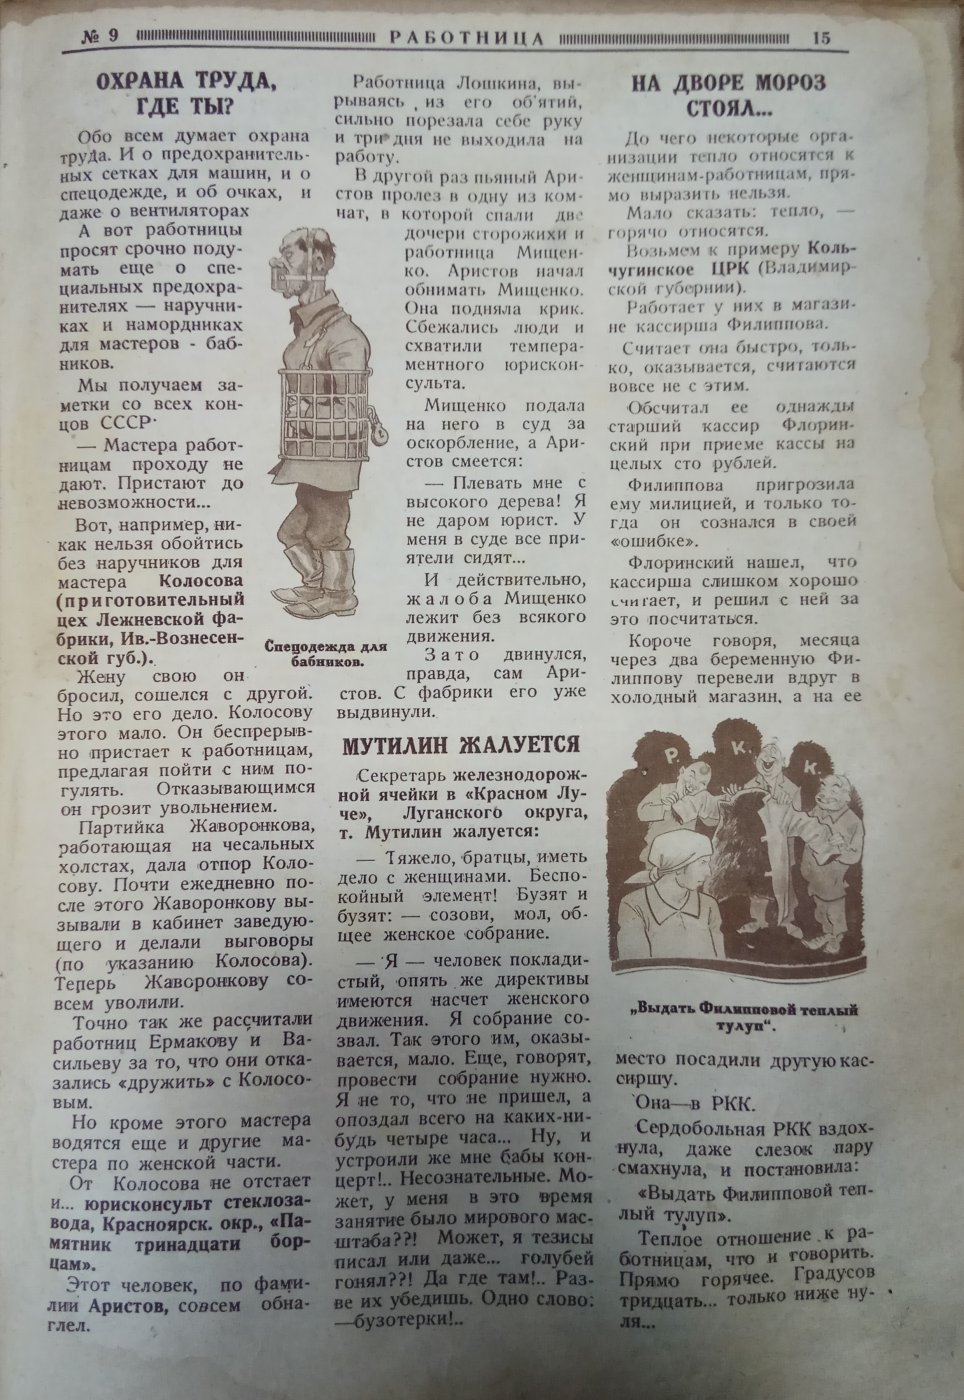 № 9 РАБОТНИЦА 15
ОХРАНА ТРУДА,
ГДЕ ТЫ?
Обо всем думает охрана
труда. И о предохранитель-
ных сетках для машин, и о
спецодежде, и об очках, и
даже о вентиляторах
А вот работницы
просят срочно поду-
мать еще о спе-
циальных предохра-
нителях — наручни-
ках и намордниках
для мастеров - баб-
ников.
Мы получаем за-
метки со всех кон-
цов СССР·
— Мастера работ-
ницам проходу не
дают. Пристают до
невозможности...
Вот, например, ни-
как нельзя обойтись
без наручников для
мастера Колосова
(приготовительный
цех Лежневской фа-
брики, Ив.-Вознесен-
ской губ.).
Жену свою он
бросил, сошелся с другой.
Но это его дело. Колосову
этого мало. Он беспрерыв-
но пристает к работницам,
предлагая пойти с ним по-
гулять. Отказывающимся
он грозит увольнением.
Партийка Жаворонкова,
работающая на чесальных
холстах, дала отпор Коло-
сову. Почти ежедневно по-
сле этого Жаворонкову вы-
зывали в кабинет заведую-
щего и делали выговоры
(по указанию Колосова).
Теперь Жаворонкову со-
всем уволили.
Точно так же рассчитали
работниц Ермакову и Ва-
сильеву за то, что они отка-
зались «дружить» с Колосо-
вым.
Но кроме этого мастера
водятся еще и другие ма-
стера по женской части.
От Колосова не отстает
и... юрисконсульт стеклоза-
вода, Красноярск. окр., «Па-
мятник тринадцати бор-
цам».
Этот человек, по фами-
лии Аристов, совсем обна-
глел.
Спецодежда для
бабников.
Работница Лошкина, вы-
рываясь из его об'ятий,
сильно порезала себе руку
и три дня не выходила на
работу.
В другой раз пьяный Ари-
стов пролез в одну из ком-
нат, в которой спали две
дочери сторожихи и
работница Мищен-
ко. Аристов начал
обнимать Мищенко.
Она подняла крик.
Сбежались люди и
схватили темпера-
ментного юрискон-
сульта.
Мищенко подала
на него в суд за
оскорбление, а Ари-
стов смеется:
— Плевать мне с
высокого дерева! Я
не даром юрист. У
меня в суде все при-
ятели сидят...
И действительно,
жалоба Мищенко
лежит без всякого
движения.
Зато двинулся,
правда, сам Ари-
стов. С фабрики его уже
выдвинули.
МУТИЛИН ЖАЛУЕТСЯ
Секретарь железнодорож-
ной ячейки в «Красном Лу-
че», Луганского округа,
т. Мутилин жалуется:
— Тяжело, братцы, иметь
дело с женщинами. Беспо-
койный элемент! Бузят и
бузят: — созови, мол, об-
щее женское собрание.
— Я — человек поклади-
стый, опять же директивы
имеются насчет женского
движения. Я собрание со-
звал. Так этого им, оказы-
вается, мало. Еще, говорят,
провести собрание нужно.
Я не то, что не пришел, а
опоздал всего на каких-ни-
будь четыре часа... Ну, и
устроили же мне бабы кон-
церт!.. Несознательные. Мо-
жет, у меня в это время
занятие было мирового мас-
штаба??! Может, я тезисы
писал или даже... голубей
гонял??! Да где там!.. Раз-
ве их убедишь. Одно слово:
—бузотерки!..
НА ДВОРЕ МОРОЗ
СТОЯЛ...
До чего некоторые орга-
низации тепло относятся к
женщинам-работницам, пря-
мо выразить нельзя.
Мало сказать: тепло, —
горячо относятся.
Возьмем к примеру Коль-
чугинское ЦРК (Владимир-
ской губернии).
Работает у них в магази-
не кассирша Филиппова.
Считает она быстро, толь-
ко, оказывается, считаются
вовсе не с этим.
Обсчитал ее однажды
старший кассир Флорин-
ский при приеме кассы на
целых сто рублей.
Филиппова пригрозила
ему милицией, и только то-
гда он сознался в своей
«ошибке».
Флоринский нашел, что
кассирша слишком хорошо
считает, и решил с ней за
это посчитаться.
Короче говоря, месяца
через два беременную Фи-
липпову перевели вдруг в
холодный магазин, а на ее
Р. К. К.
„Выдать Филипповой теплый
тулуп“.
место посадили другую кас-
сиршу.
Она—в РКК.
Сердобольная РКК вздох-
нула, даже слезок пару
смахнула, и постановила:
«Выдать Филипповой теп-
лый тулуп».
Теплое отношение к ра-
ботницам, что и говорить.
Прямо горячее. Градусов
тридцать... только ниже ну-
ля...